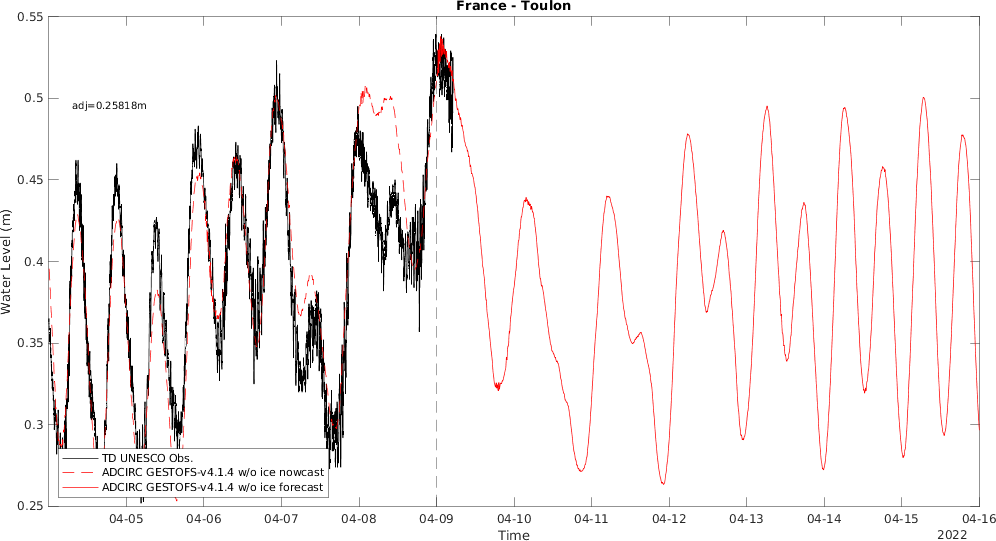 France - Toulon
0.55
0.5
0.45
0.4
0.35
0.3
0.25
Water Level (m)
adj=0.25818m
TD UNESCO Obs.
ADCIRC GESTOFS-v4.1.4 w/o ice nowcast
ADCIRC GESTOFS-v4.1.4 w/o ice forecast
04-05 04-06 04-07 04-08 04-09 04-10 04-11 04-12 04-13 04-14 04-15 04-16
Time
2022